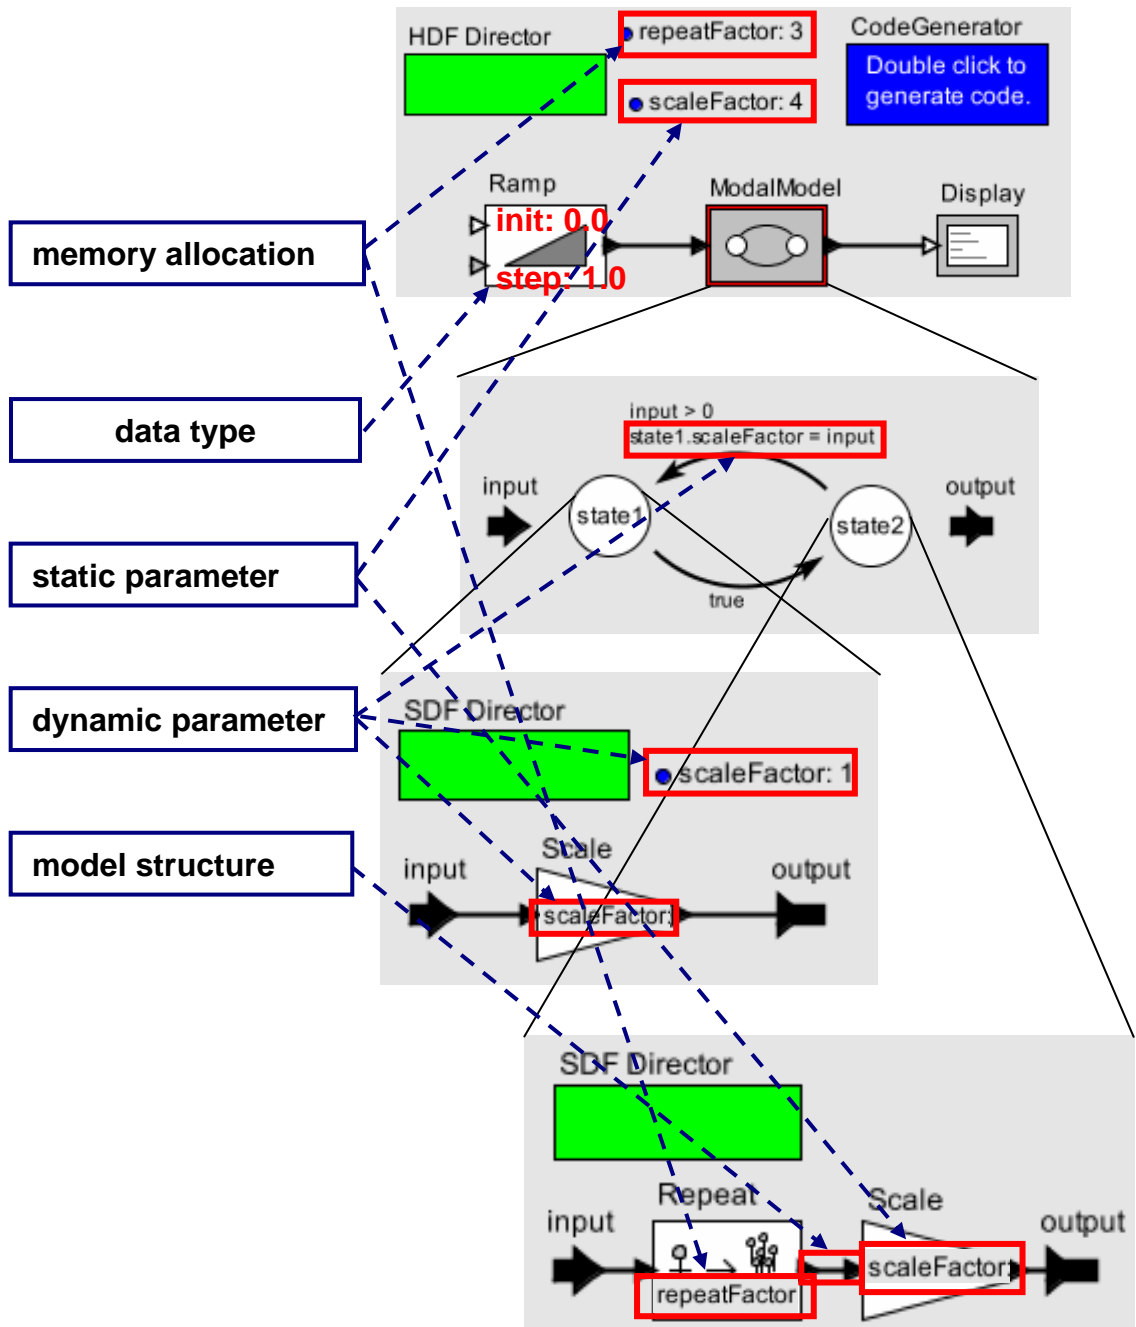 HDF Director
repeatFactor: 3
scaleFactor: 4
CodeGenerator
Double click to
generate code.
Ramp
init: 0.0
step: 1.0
ModalModel
Display
memory allocation
data type
static parameter
dynamic parameter
model structure
input > 0
state1.scaleFactor = input
input
state1
state2
output
true
SDF Director
scaleFactor: 1
input
Scale
scaleFactor:
output
SDF Director
input
Repeat
repeatFactor
Scale
scaleFactor:
output